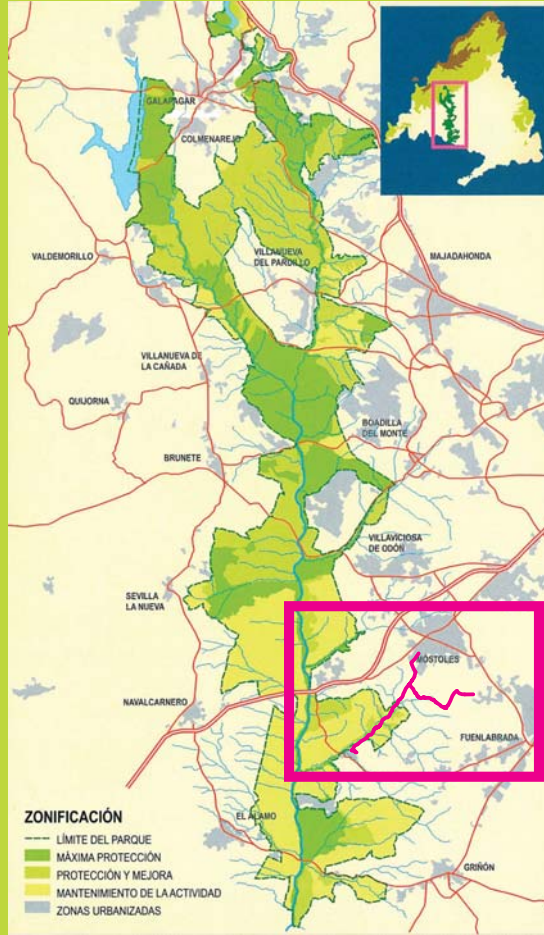 GALAPAGAR
COLMENAREJO
VALDEMORILLO
VILLANUEVA
DEL PARDILLO
MAJADAHONDA
VILLANUEVA DE
LA CAÑADA
QUIJORNA
BOADILLA
DEL MONTE
BRUNETE
VILLAVICIOSA
DE ODÓN
SEVILLA
LA NUEVA
MÓSTOLES
NAVALCARNERO
FUENLABRADA
EL ÁLAMO
GRIÑÓN
ZONIFICACIÓN
LÍMITE DEL PARQUE
MÁXIMA PROTECCIÓN
PROTECCIÓN Y MEJORA
MANTENIMIENTO DE LA ACTIVIDAD
ZONAS URBANIZADAS